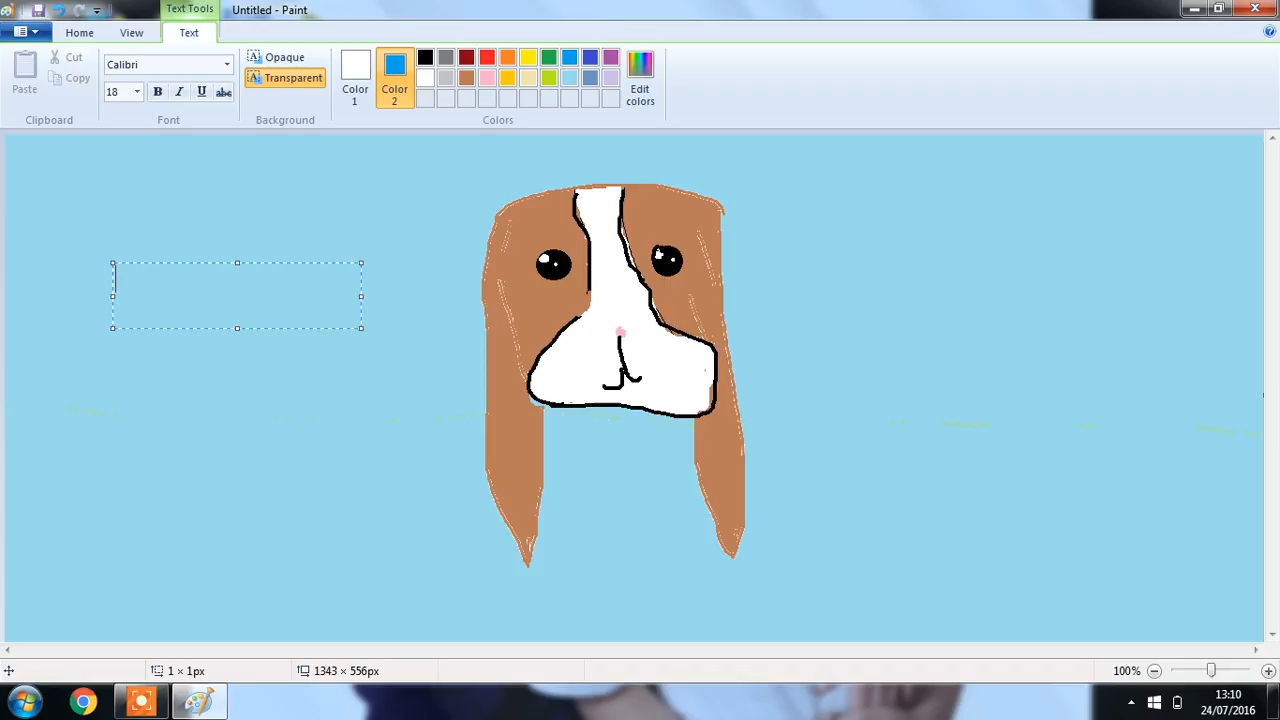 Text Tools
Untitled - Paint
Home
View
Text
Paste
Cut
Copy
Clipboard
Calibri
18
B
I
U
abc
Font
Opaque
Transparent
Background
Color 1
Color 2
Edit colors
Colors
1 × 1px
1343 × 556px
100%
13:10
24/07/2016